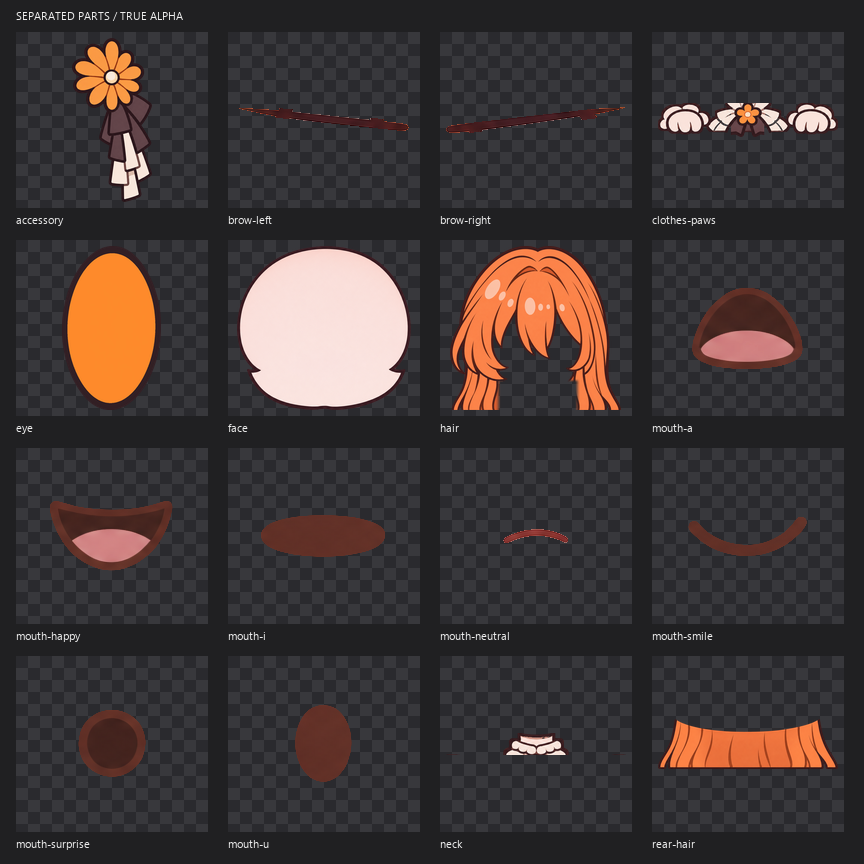 SEPARATED PARTS / TRUE ALPHA
accessory
brow-left
brow-right
clothes-paws
eye
face
hair
mouth-a
mouth-happy
mouth-i
mouth-neutral
mouth-smile
mouth-surprise
mouth-u
neck
rear-hair